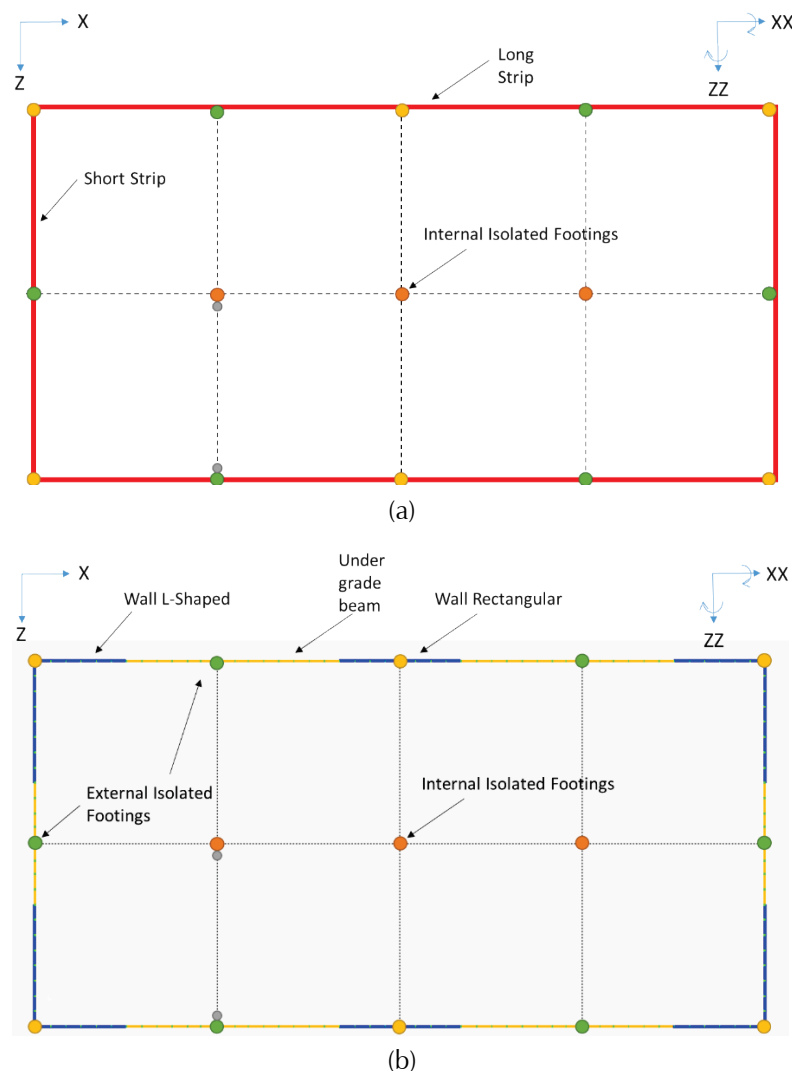 X
Z
XX
ZZ
Long
Strip
Short Strip
Internal Isolated Footings
(a)
X
Z
Wall L-Shaped
Under
grade
beam
Wall Rectangular
XX
ZZ
External Isolated
Footings
Internal Isolated Footings
(b)